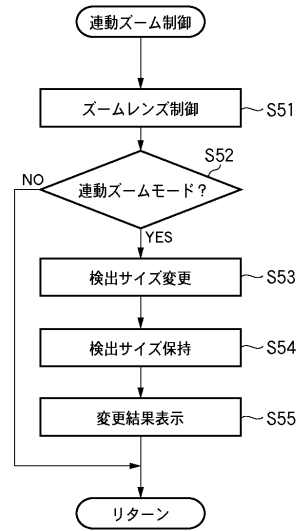 連動ズーム制御
ズームレンズ制御 S51
S52
連動ズームモード?
NO
YES
検出サイズ変更 S53
検出サイズ保持 S54
変更結果表示 S55
リターン